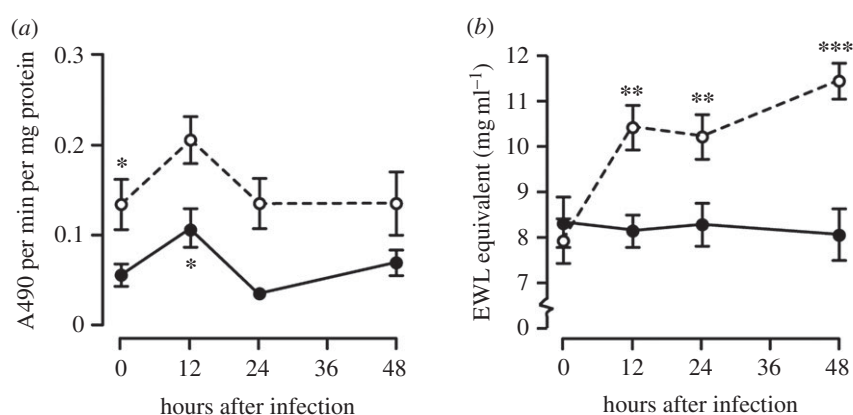 (a)
A490 per min per mg protein
0.3
0.2
0.1
0
*
*
0 12 24 36 48
hours after infection
(b)
EWL equivalent (mg ml⁻¹)
12
11
10
9
8
7
0
**
**
***
0 12 24 36 48
hours after infection